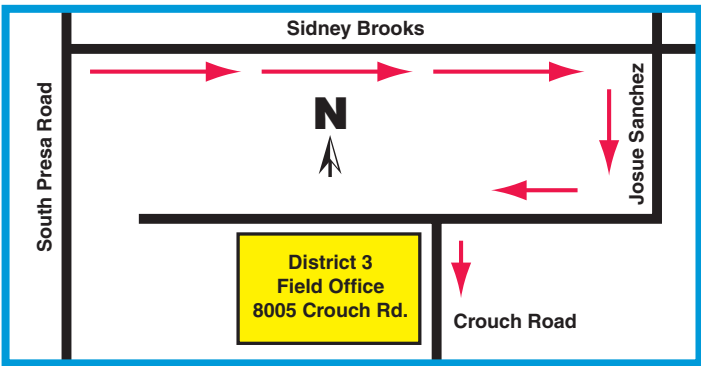 Sidney Brooks
South Presa Road
N
Josue Sanchez
District 3
Field Office
8005 Crouch Rd.
Crouch Road